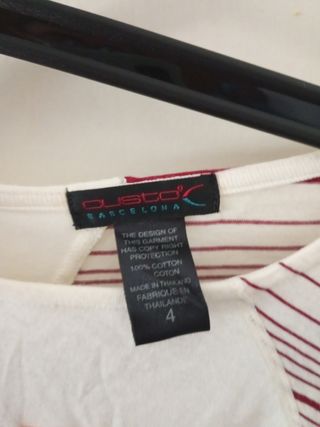 custo
BARCELONA
THE DESIGN OF
THIS GARMENT
HAS COPY RIGHT
PROTECTION
100% COTTON
COTON
MADE IN THAILAND
FABRIQUE EN
THAILANDE
4